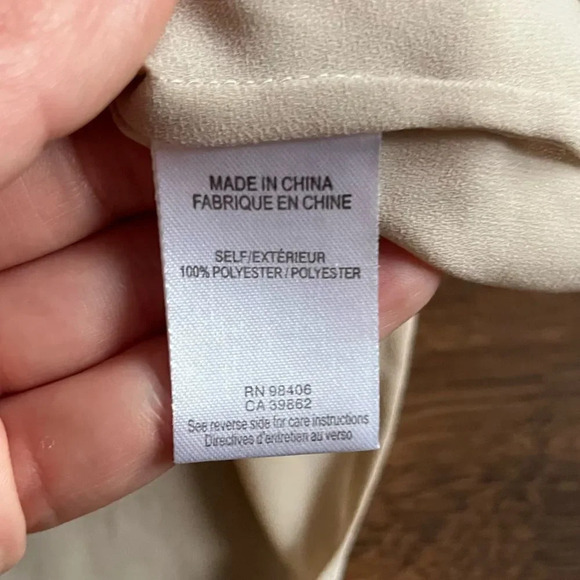 MADE IN CHINA
FABRIQUE EN CHINE
SELF/EXTÉRIEUR
100% POLYESTER / POLYESTER
RN 98406
CA 39862
See reverse side for care instructions
Directives d'entretien au verso